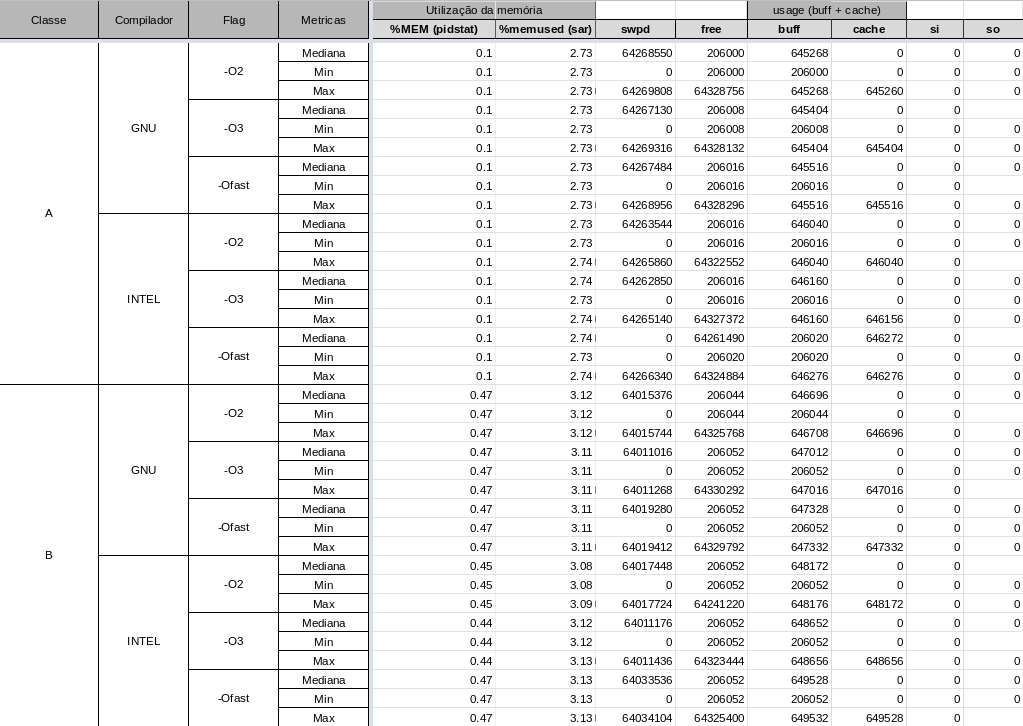 Classe Compilador Flag Metricas Utilização da memória usage (buff + cache)
%MEM (pidstat) %memused (sar) swpd free buff cache si so
A GNU -O2 Mediana 0.1 2.73 64268550 206000 645268 0 0 0
Min 0.1 2.73 0 206000 206000 0 0 0
Max 0.1 2.73 64269808 64328756 645268 645260 0 0
-O3 Mediana 0.1 2.73 64267130 206008 645404 0 0
Min 0.1 2.73 0 206008 206008 0 0 0
Max 0.1 2.73 64269316 64328132 645404 645404 0 0
-Ofast Mediana 0.1 2.73 64267484 206016 645516 0 0 0
Min 0.1 2.73 0 206016 206016 0 0
Max 0.1 2.73 64268956 64328296 645516 645516 0 0
INTEL -O2 Mediana 0.1 2.73 64263544 206016 646040 0 0 0
Min 0.1 2.73 0 206016 206016 0 0 0
Max 0.1 2.74 64265860 64322552 646040 646040 0
-O3 Mediana 0.1 2.74 64262850 206016 646160 0 0 0
Min 0.1 2.73 0 206016 206016 0 0 0
Max 0.1 2.74 64265140 64327372 646160 646156 0 0
-Ofast Mediana 0.1 2.74 0 64261490 206020 646272 0
Min 0.1 2.73 0 206020 206020 0 0 0
Max 0.1 2.74 64266340 64324884 646276 646276 0 0
B GNU -O2 Mediana 0.47 3.12 64015376 206044 646696 0 0 0
Min 0.47 3.12 0 206044 206044 0 0
Max 0.47 3.12 64015744 64325768 646708 646696 0 0
-O3 Mediana 0.47 3.11 64011016 206052 647012 0 0 0
Min 0.47 3.11 0 206052 206052 0 0 0
Max 0.47 3.11 64011268 64330292 647016 647016 0
-Ofast Mediana 0.47 3.11 64019280 206052 647328 0 0 0
Min 0.47 3.11 0 206052 206052 0 0 0
Max 0.47 3.11 64019412 64329792 647332 647332 0 0
INTEL -O2 Mediana 0.45 3.08 64017448 206052 648172 0 0
Min 0.45 3.08 0 206052 206052 0 0 0
Max 0.45 3.09 64017724 64241220 648176 648172 0 0
-O3 Mediana 0.44 3.12 64011176 206052 648652 0 0 0
Min 0.44 3.12 0 206052 206052 0 0
Max 0.44 3.13 64011436 64323444 648656 648656 0 0
-Ofast Mediana 0.47 3.13 64033536 206052 649528 0 0 0
Min 0.47 3.13 0 206052 206052 0 0 0
Max 0.47 3.13 64034104 64325400 649532 649528 0 0